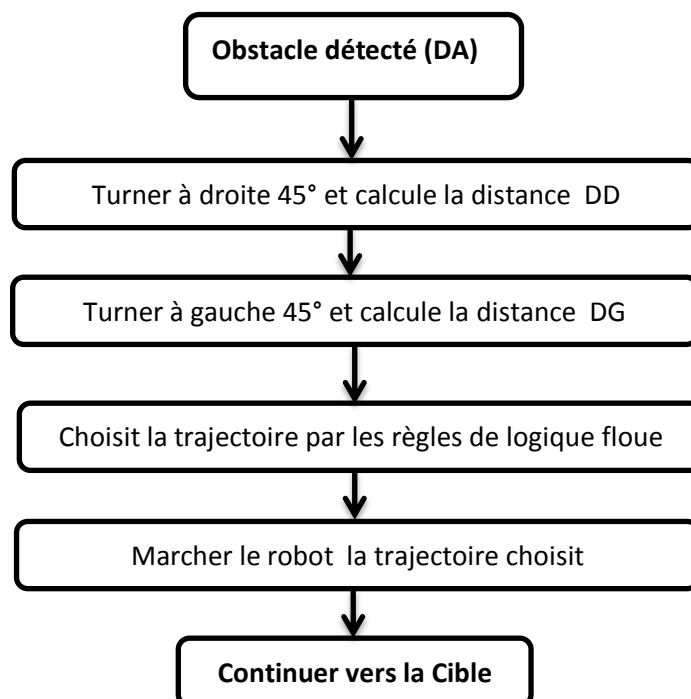 Obstacle détecté (DA)
Turner à droite 45° et calcule la distance DD
Turner à gauche 45° et calcule la distance DG
Choisit la trajectoire par les règles de logique floue
Marcher le robot la trajectoire choisit
Continuer vers la Cible